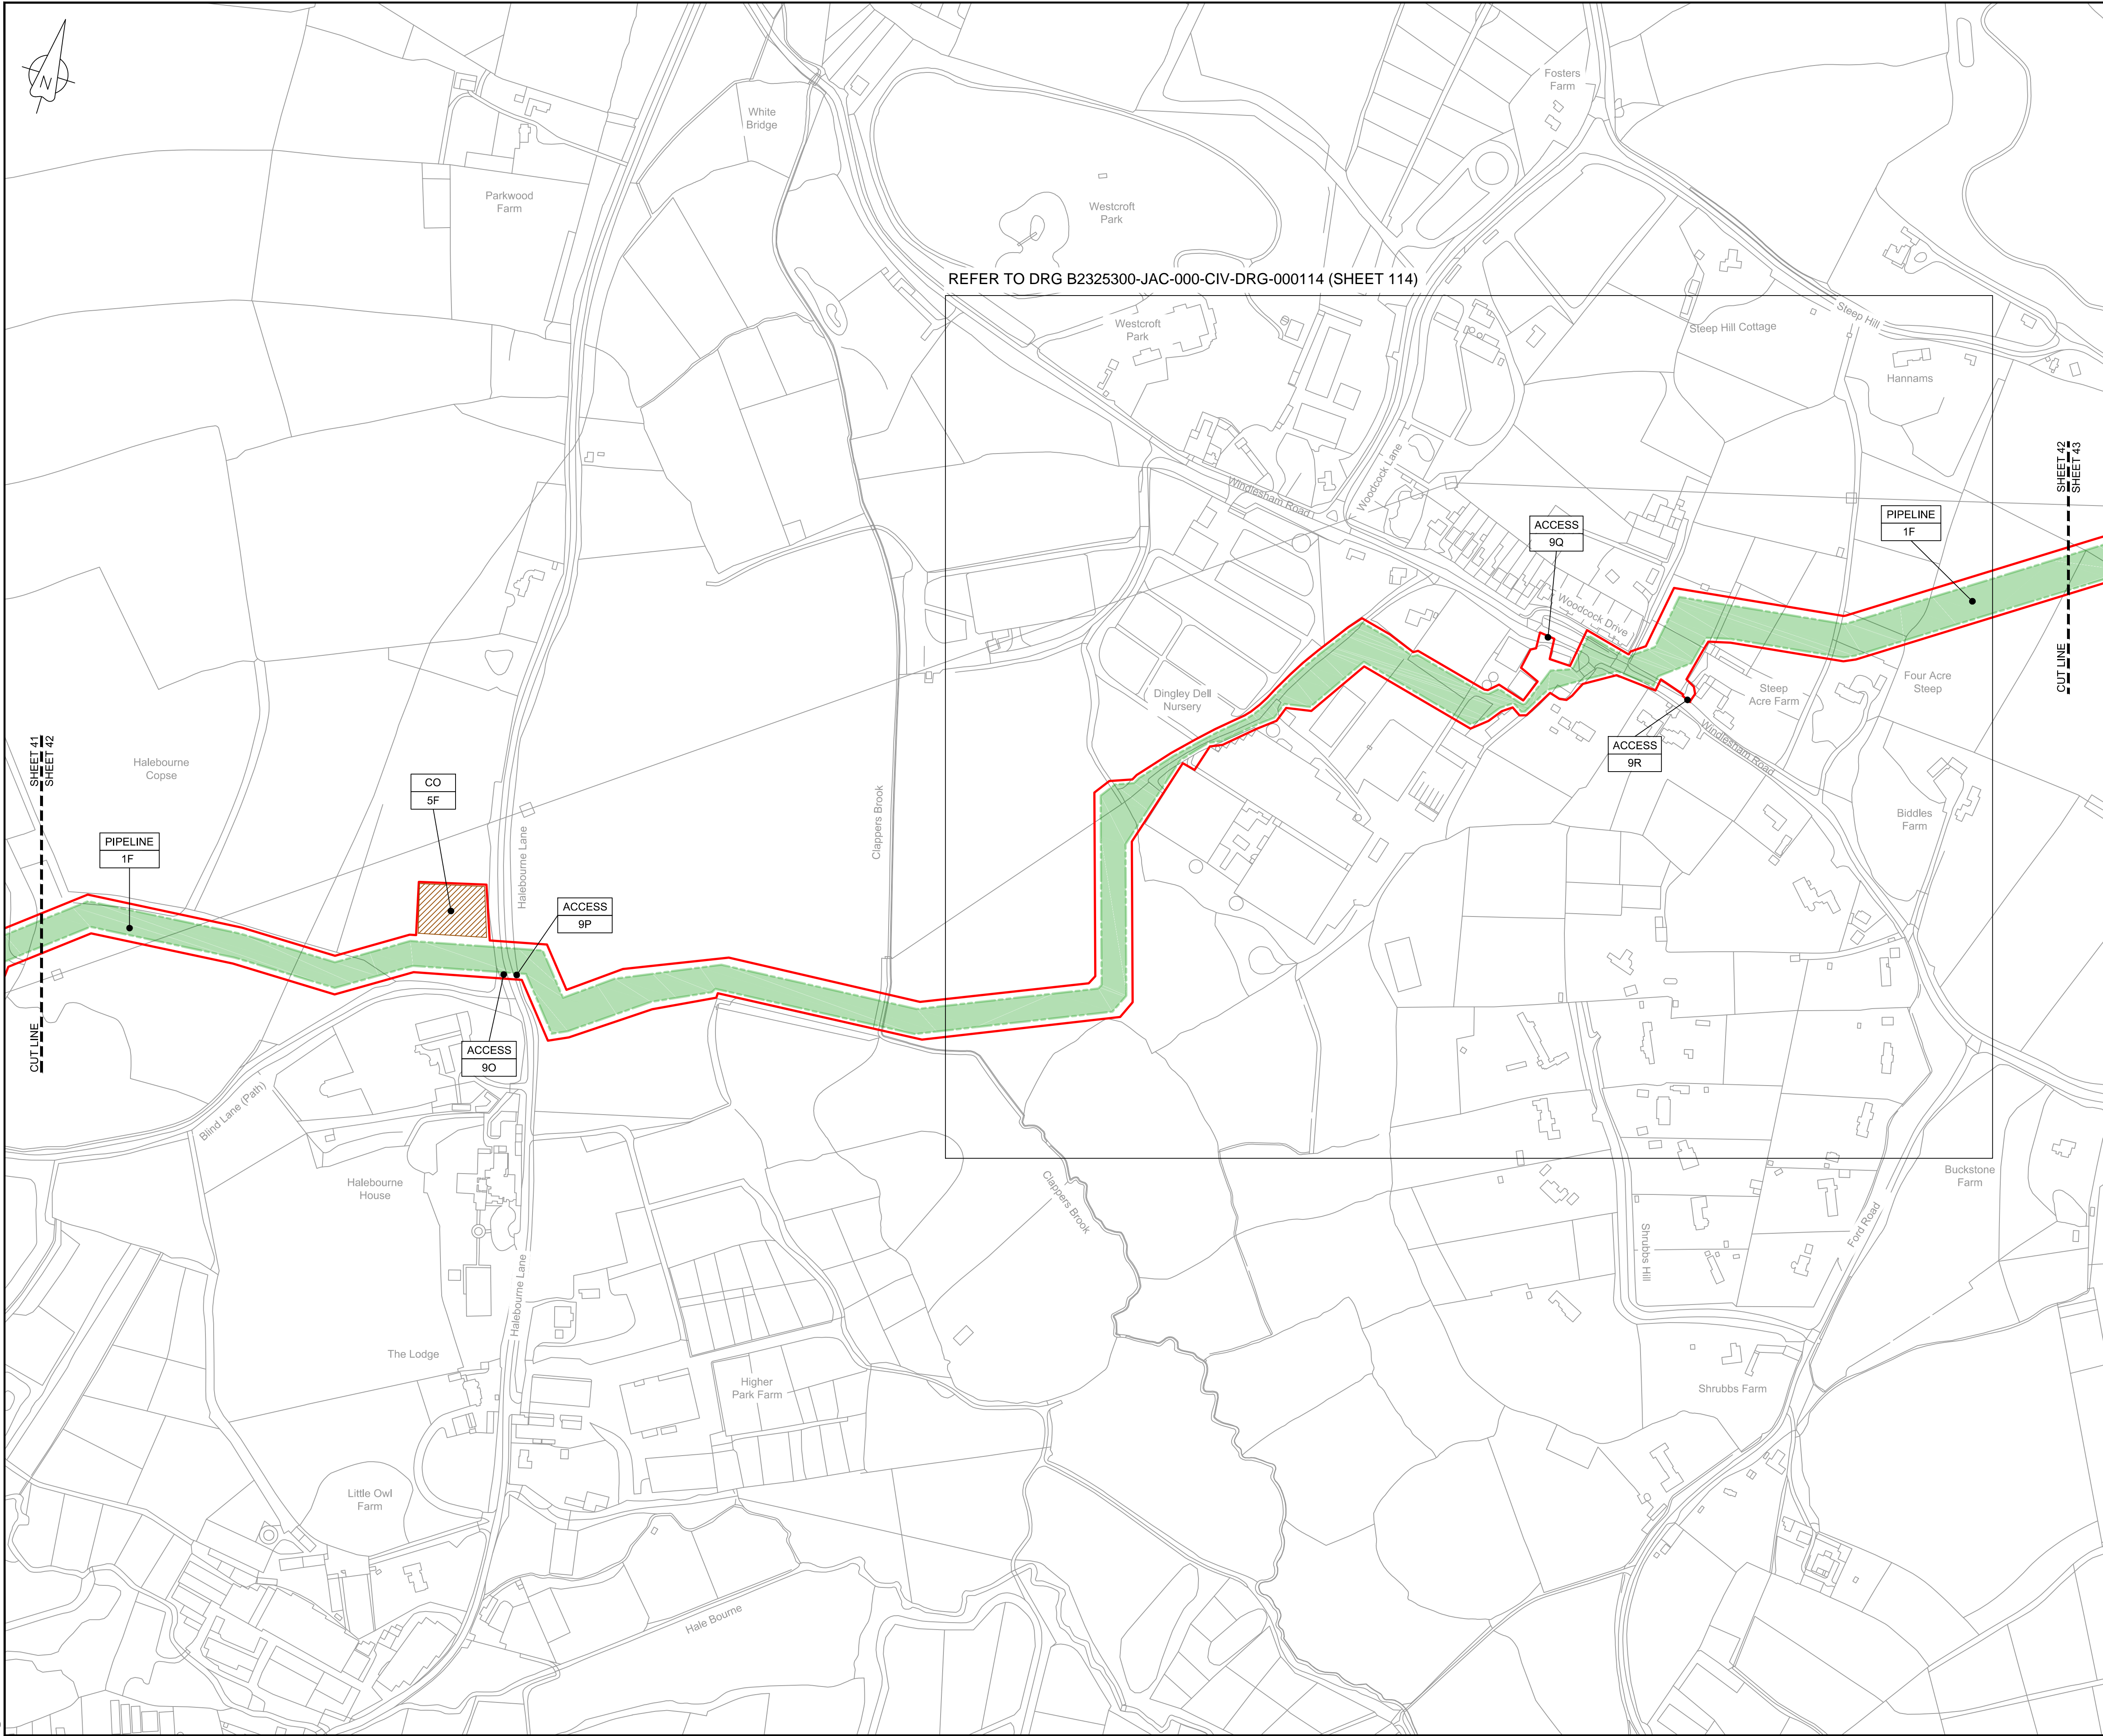 N
Fosters
Farm
White
Bridge
Parkwood
Farm
Westcroft
Park
REFER TO DRG B2325300-JAC-000-CIV-DRG-000114 (SHEET 114)
Westcroft
Park
Steep Hill
Steep Hill Cottage
Hannams
Woodcock Lane
Windlesham Road
SHEET 42
SHEET 43
CUT LINE
PIPELINE
1F
ACCESS
9Q
Woodcock Drive
Four Acre
Steep
Dingley Dell
Nursery
Steep
Acre Farm
Windlesham Road
ACCESS
9R
SHEET 41
SHEET 42
CUT LINE
Halebourne
Copse
CO
5F
Halebourne Lane
Clappers Brook
Biddles
Farm
PIPELINE
1F
ACCESS
9P
ACCESS
9O
Blind Lane (Path)
Halebourne
House
Clappers Brook
Buckstone
Farm
Ford Road
Shrubbs Hill
Halebourne Lane
The Lodge
Higher
Park Farm
Shrubbs Farm
Little Owl
Farm
Hale Bourne